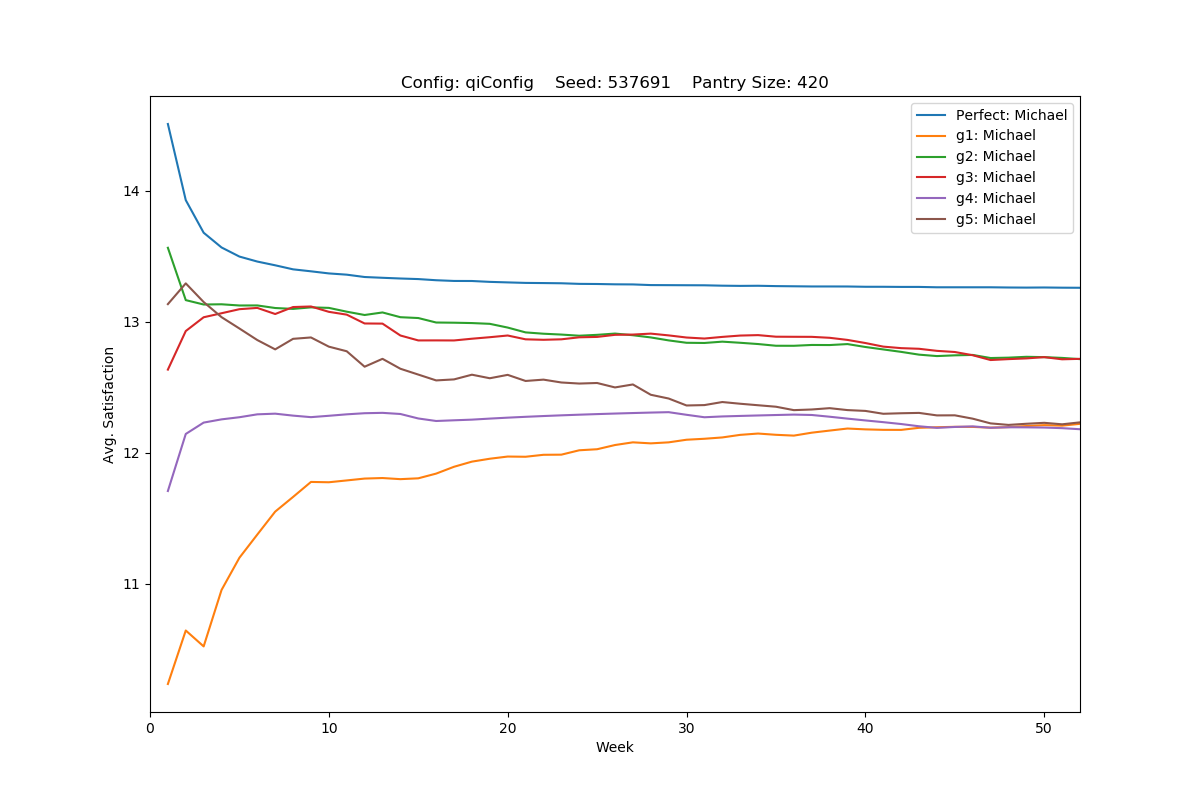 Config: qiConfig    Seed: 537691    Pantry Size: 420
Perfect: Michael
g1: Michael
g2: Michael
g3: Michael
g4: Michael
g5: Michael
Avg. Satisfaction
14
13
12
11
0 10 20 30 40 50
Week